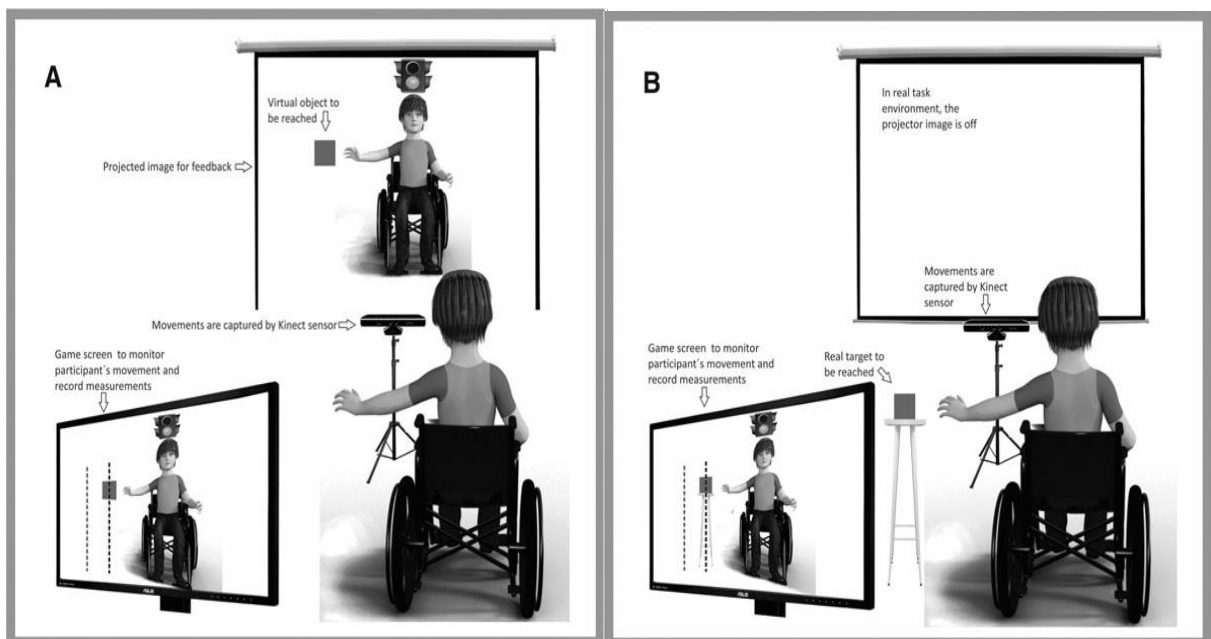 A
Virtual object to
be reached
Projected image for feedback
Movements are captured by Kinect sensor
Game screen to monitor
participant´s movement and
record measurements
ASUS
B
In real task
environment, the
projector image is off
Movements are
captured by Kinect
sensor
Real target to
be reached
Game screen to monitor
participant´s movement and
record measurements
ASUS